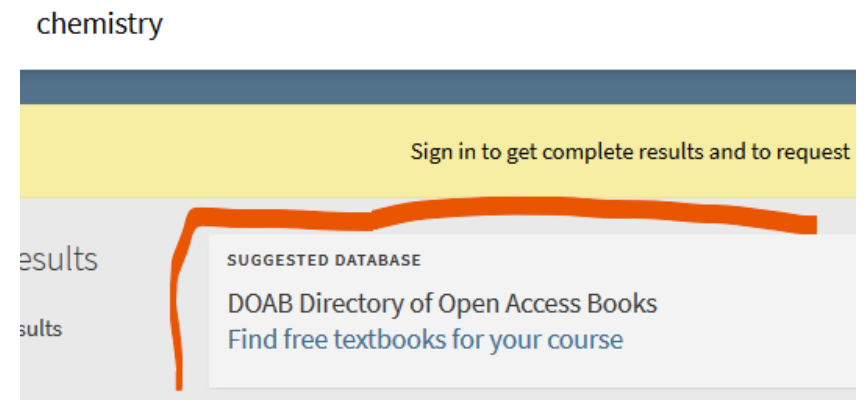 chemistry
Sign in to get complete results and to request
esults
SUGGESTED DATABASE
DOAB Directory of Open Access Books
sults
Find free textbooks for your course